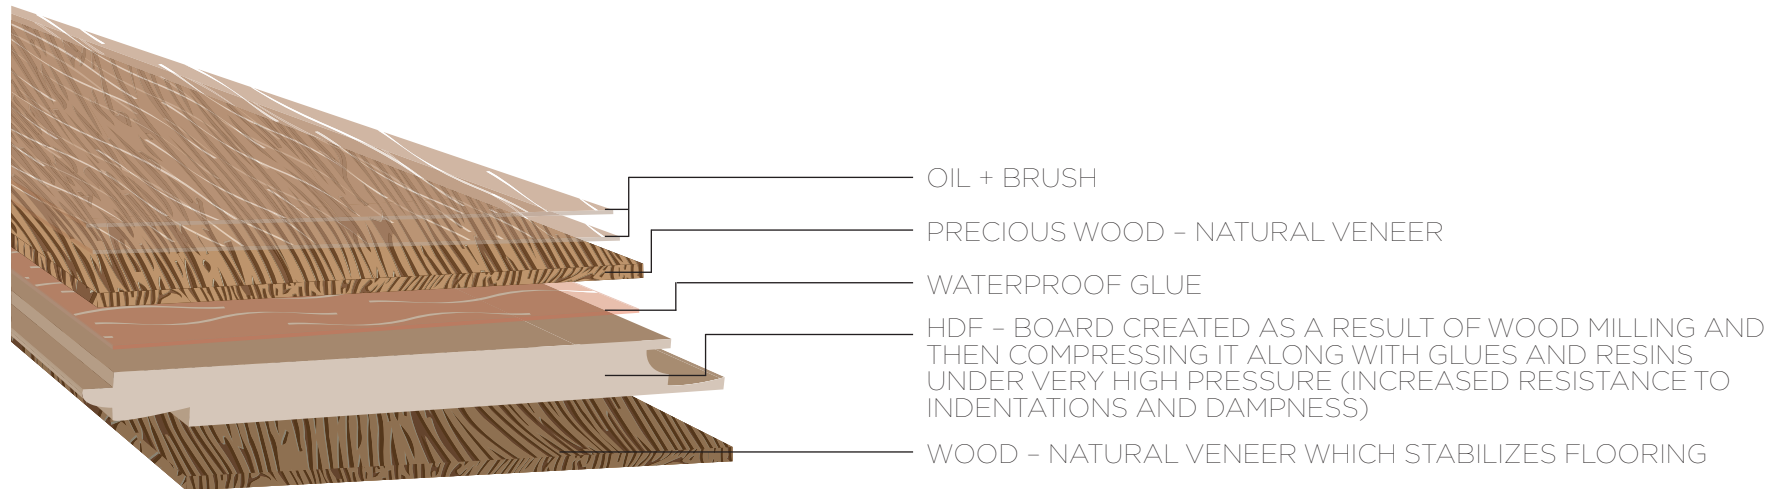 OIL + BRUSH
PRECIOUS WOOD – NATURAL VENEER
WATERPROOF GLUE
HDF – BOARD CREATED AS A RESULT OF WOOD MILLING AND
THEN COMPRESSING IT ALONG WITH GLUES AND RESINS
UNDER VERY HIGH PRESSURE (INCREASED RESISTANCE TO
INDENTATIONS AND DAMPNESS)
WOOD – NATURAL VENEER WHICH STABILIZES FLOORING